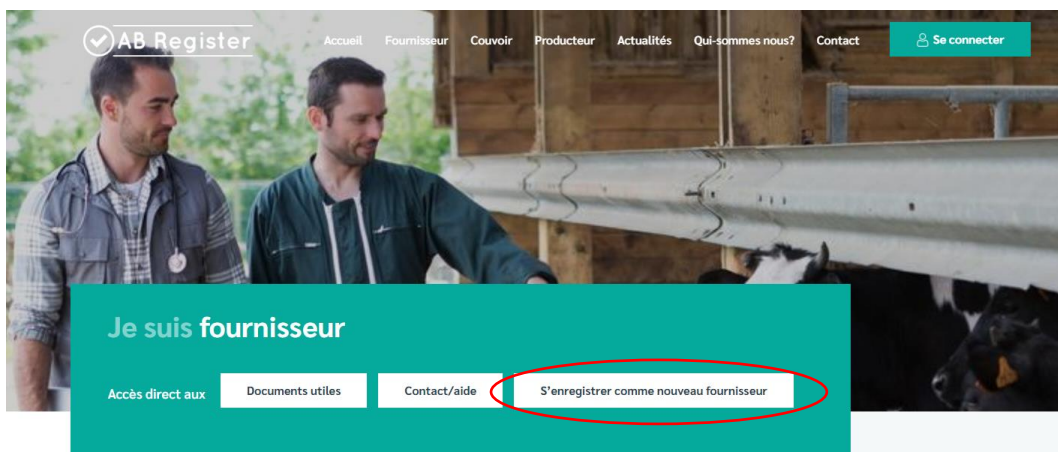 AB Register
Accueil Fournisseur Couvoir Producteur Actualités Qui-sommes nous? Contact Se connecter
Je suis fournisseur
Accès direct aux Documents utiles Contact/aide S'enregistrer comme nouveau fournisseur